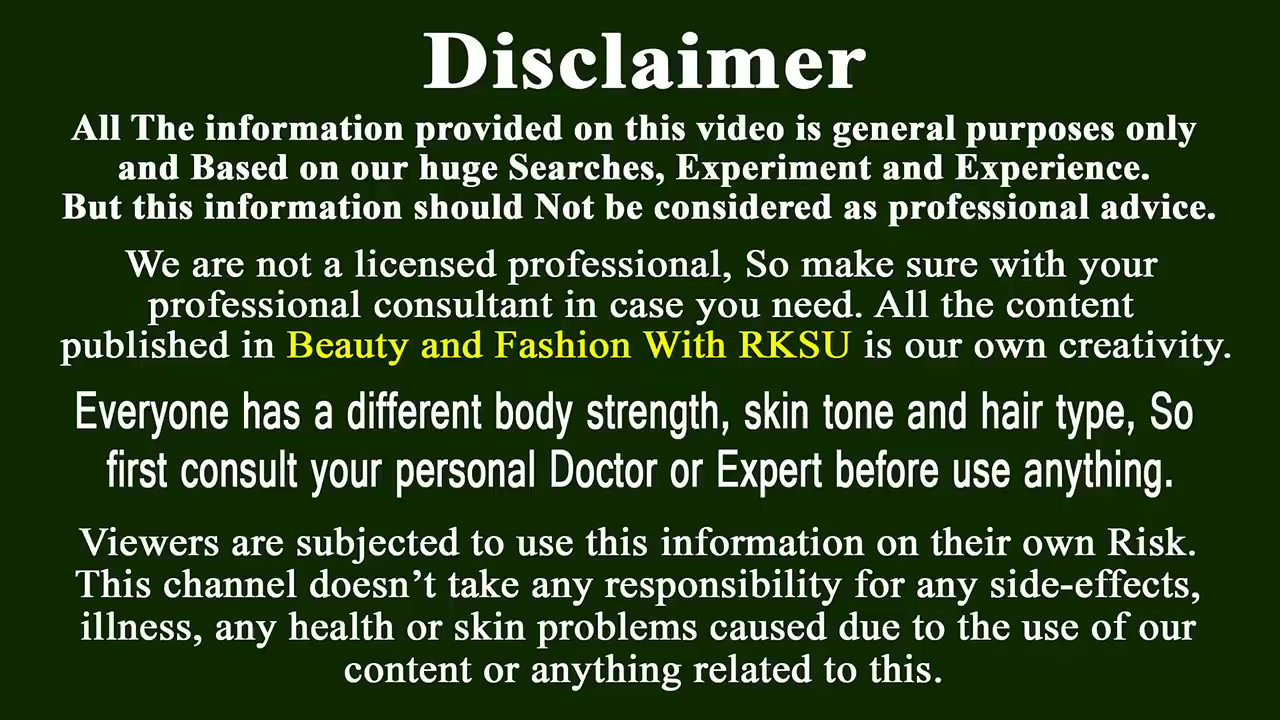 Disclaimer
All The information provided on this video is general purposes only
and Based on our huge Searches, Experiment and Experience.
But this information should Not be considered as professional advice.
We are not a licensed professional, So make sure with your
professional consultant in case you need. All the content
published in Beauty and Fashion With RKSU is our own creativity.
Everyone has a different body strength, skin tone and hair type, So
first consult your personal Doctor or Expert before use anything.
Viewers are subjected to use this information on their own Risk.
This channel doesn’t take any responsibility for any side-effects,
illness, any health or skin problems caused due to the use of our
content or anything related to this.